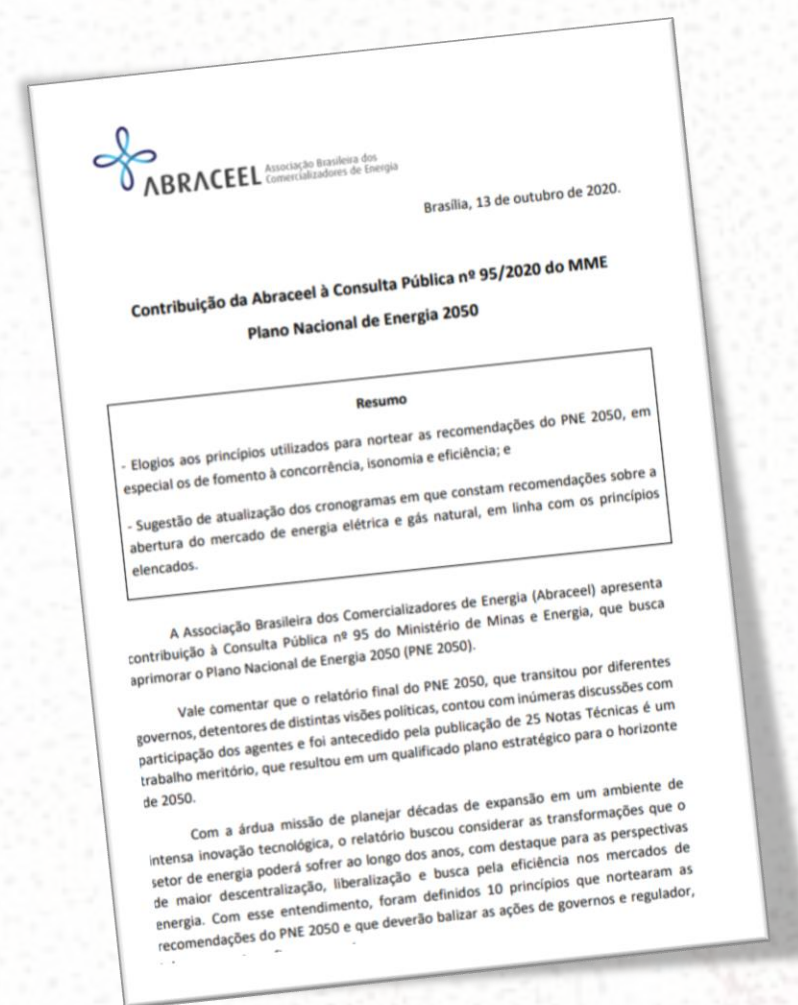 ABRACEEL Associação Brasileira dos
Comercializadores de Energia
Brasília, 13 de outubro de 2020.
Contribuição da Abraceel à Consulta Pública nº 95/2020 do MME
Plano Nacional de Energia 2050
Resumo
- Elogios aos princípios utilizados para nortear as recomendações do PNE 2050, em
especial os de fomento à concorrência, isonomia e eficiência; e
- Sugestão de atualização dos cronogramas em que constam recomendações sobre a
abertura do mercado de energia elétrica e gás natural, em linha com os princípios
elencados.
A Associação Brasileira dos Comercializadores de Energia (Abraceel) apresenta
contribuição à Consulta Pública nº 95 do Ministério de Minas e Energia, que busca
aprimorar o Plano Nacional de Energia 2050 (PNE 2050).
Vale comentar que o relatório final do PNE 2050, que transitou por diferentes
governos, detentores de distintas visões políticas, contou com inúmeras discussões com
participação dos agentes e foi antecedido pela publicação de 25 Notas Técnicas é um
trabalho meritório, que resultou em um qualificado plano estratégico para o horizonte
de 2050.
Com a árdua missão de planejar décadas de expansão em um ambiente de
intensa inovação tecnológica, o relatório buscou considerar as transformações que o
setor de energia poderá sofrer ao longo dos anos, com destaque para as perspectivas
de maior descentralização, liberalização e busca pela eficiência nos mercados de
energia. Com esse entendimento, foram definidos 10 princípios que nortearam as
recomendações do PNE 2050 e que deverão balizar as ações de governos e regulador,